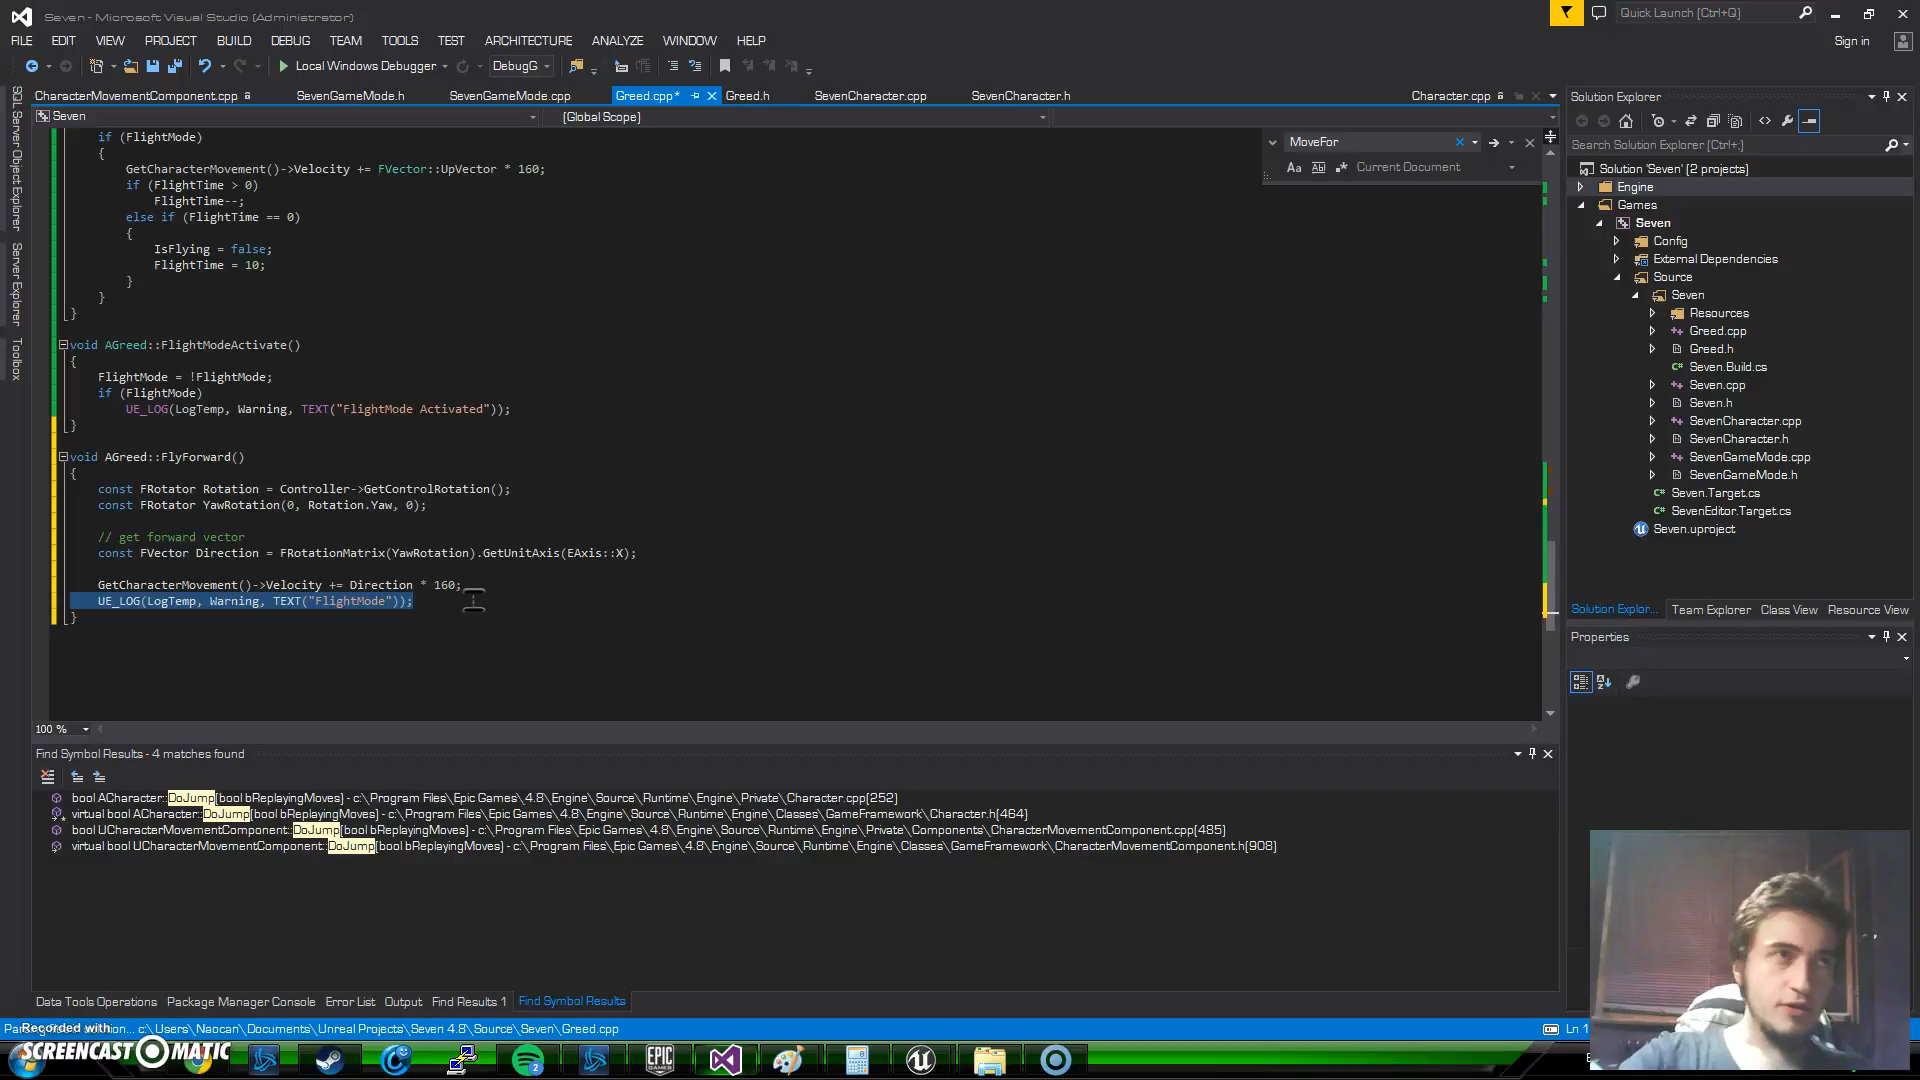 Seven - Microsoft Visual Studio (Administrator)
Quick Launch (Ctrl+Q)
FILE EDIT VIEW PROJECT BUILD DEBUG TEAM TOOLS TEST ARCHITECTURE ANALYZE WINDOW HELP
Sign in
Local Windows Debugger
DebugG
CharacterMovementComponent.cpp SevenGameMode.h SevenGameMode.cpp Greed.cpp* Greed.h SevenCharacter.cpp SevenCharacter.h Character.cpp
Seven
(Global Scope)
SQL Server Object Explorer
Server Explorer
Toolbox
MoveFor
Aa
Current Document
if (FlightMode)
{
GetCharacterMovement()->Velocity += FVector::UpVector * 160;
if (FlightTime > 0)
FlightTime--;
else if (FlightTime == 0)
{
IsFlying = false;
FlightTime = 10;
}
}
}
void AGreed::FlightModeActivate()
{
FlightMode = !FlightMode;
if (FlightMode)
UE_LOG(LogTemp, Warning, TEXT("FlightMode Activated"));
}
void AGreed::FlyForward()
{
const FRotator Rotation = Controller->GetControlRotation();
const FRotator YawRotation(0, Rotation.Yaw, 0);
// get forward vector
const FVector Direction = FRotationMatrix(YawRotation).GetUnitAxis(EAxis::X);
GetCharacterMovement()->Velocity += Direction * 160;
UE_LOG(LogTemp, Warning, TEXT("FlightMode"));
}
100 %
Find Symbol Results - 4 matches found
bool ACharacter::DoJump(bool bReplayingMoves) - c:\Program Files\Epic Games\4.8\Engine\Source\Runtime\Engine\Private\Character.cpp(252)
virtual bool ACharacter::DoJump(bool bReplayingMoves) - c:\Program Files\Epic Games\4.8\Engine\Source\Runtime\Engine\Classes\GameFramework\Character.h(464)
bool UCharacterMovementComponent::DoJump(bool bReplayingMoves) - c:\Program Files\Epic Games\4.8\Engine\Source\Runtime\Engine\Private\Components\CharacterMovementComponent.cpp(485)
virtual bool UCharacterMovementComponent::DoJump(bool bReplayingMoves) - c:\Program Files\Epic Games\4.8\Engine\Source\Runtime\Engine\Classes\GameFramework\CharacterMovementComponent.h(908)
Data Tools Operations Package Manager Console Error List Output Find Results 1 Find Symbol Results
Solution Explorer
Search Solution Explorer (Ctrl+;)
Solution 'Seven' (2 projects)
Engine
Games
Seven
Config
External Dependencies
Source
Seven
Resources
Greed.cpp
Greed.h
Seven.Build.cs
Seven.cpp
Seven.h
SevenCharacter.cpp
SevenCharacter.h
SevenGameMode.cpp
SevenGameMode.h
Seven.Target.cs
SevenEditor.Target.cs
Seven.uproject
Solution Explor... Team Explorer Class View Resource View
Properties
c:\Users\Naocan\Documents\Unreal Projects\Seven 4.8\Source\Seven\Greed.cpp
Ln 1
Recorded with
SCREENCAST MATIC
EPIC GAMES
2